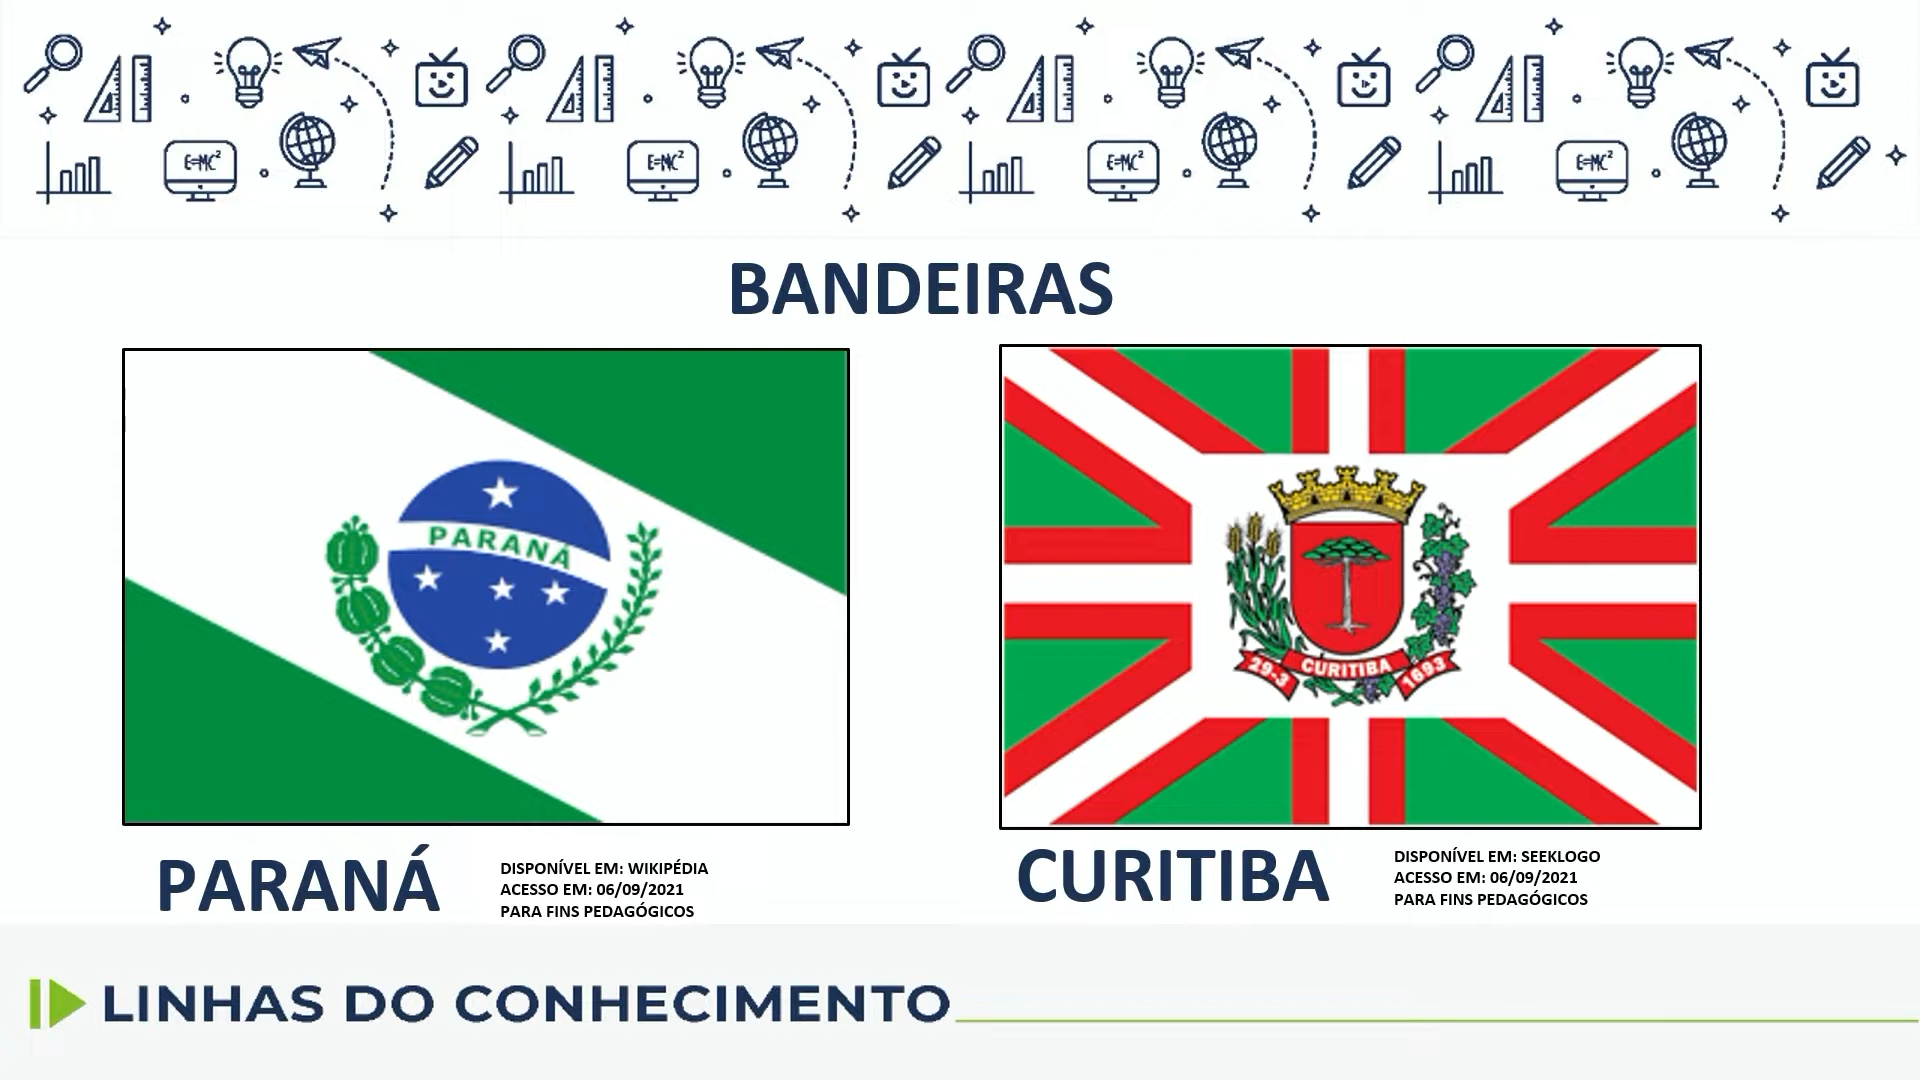 E=MC² E=MC² E=MC² E=MC²
BANDEIRAS
PARANÁ
29-3 CURITIBA 1693
PARANÁ
DISPONÍVEL EM: WIKIPÉDIA
ACESSO EM: 06/09/2021
PARA FINS PEDAGÓGICOS
CURITIBA
DISPONÍVEL EM: SEEKLOGO
ACESSO EM: 06/09/2021
PARA FINS PEDAGÓGICOS
LINHAS DO CONHECIMENTO